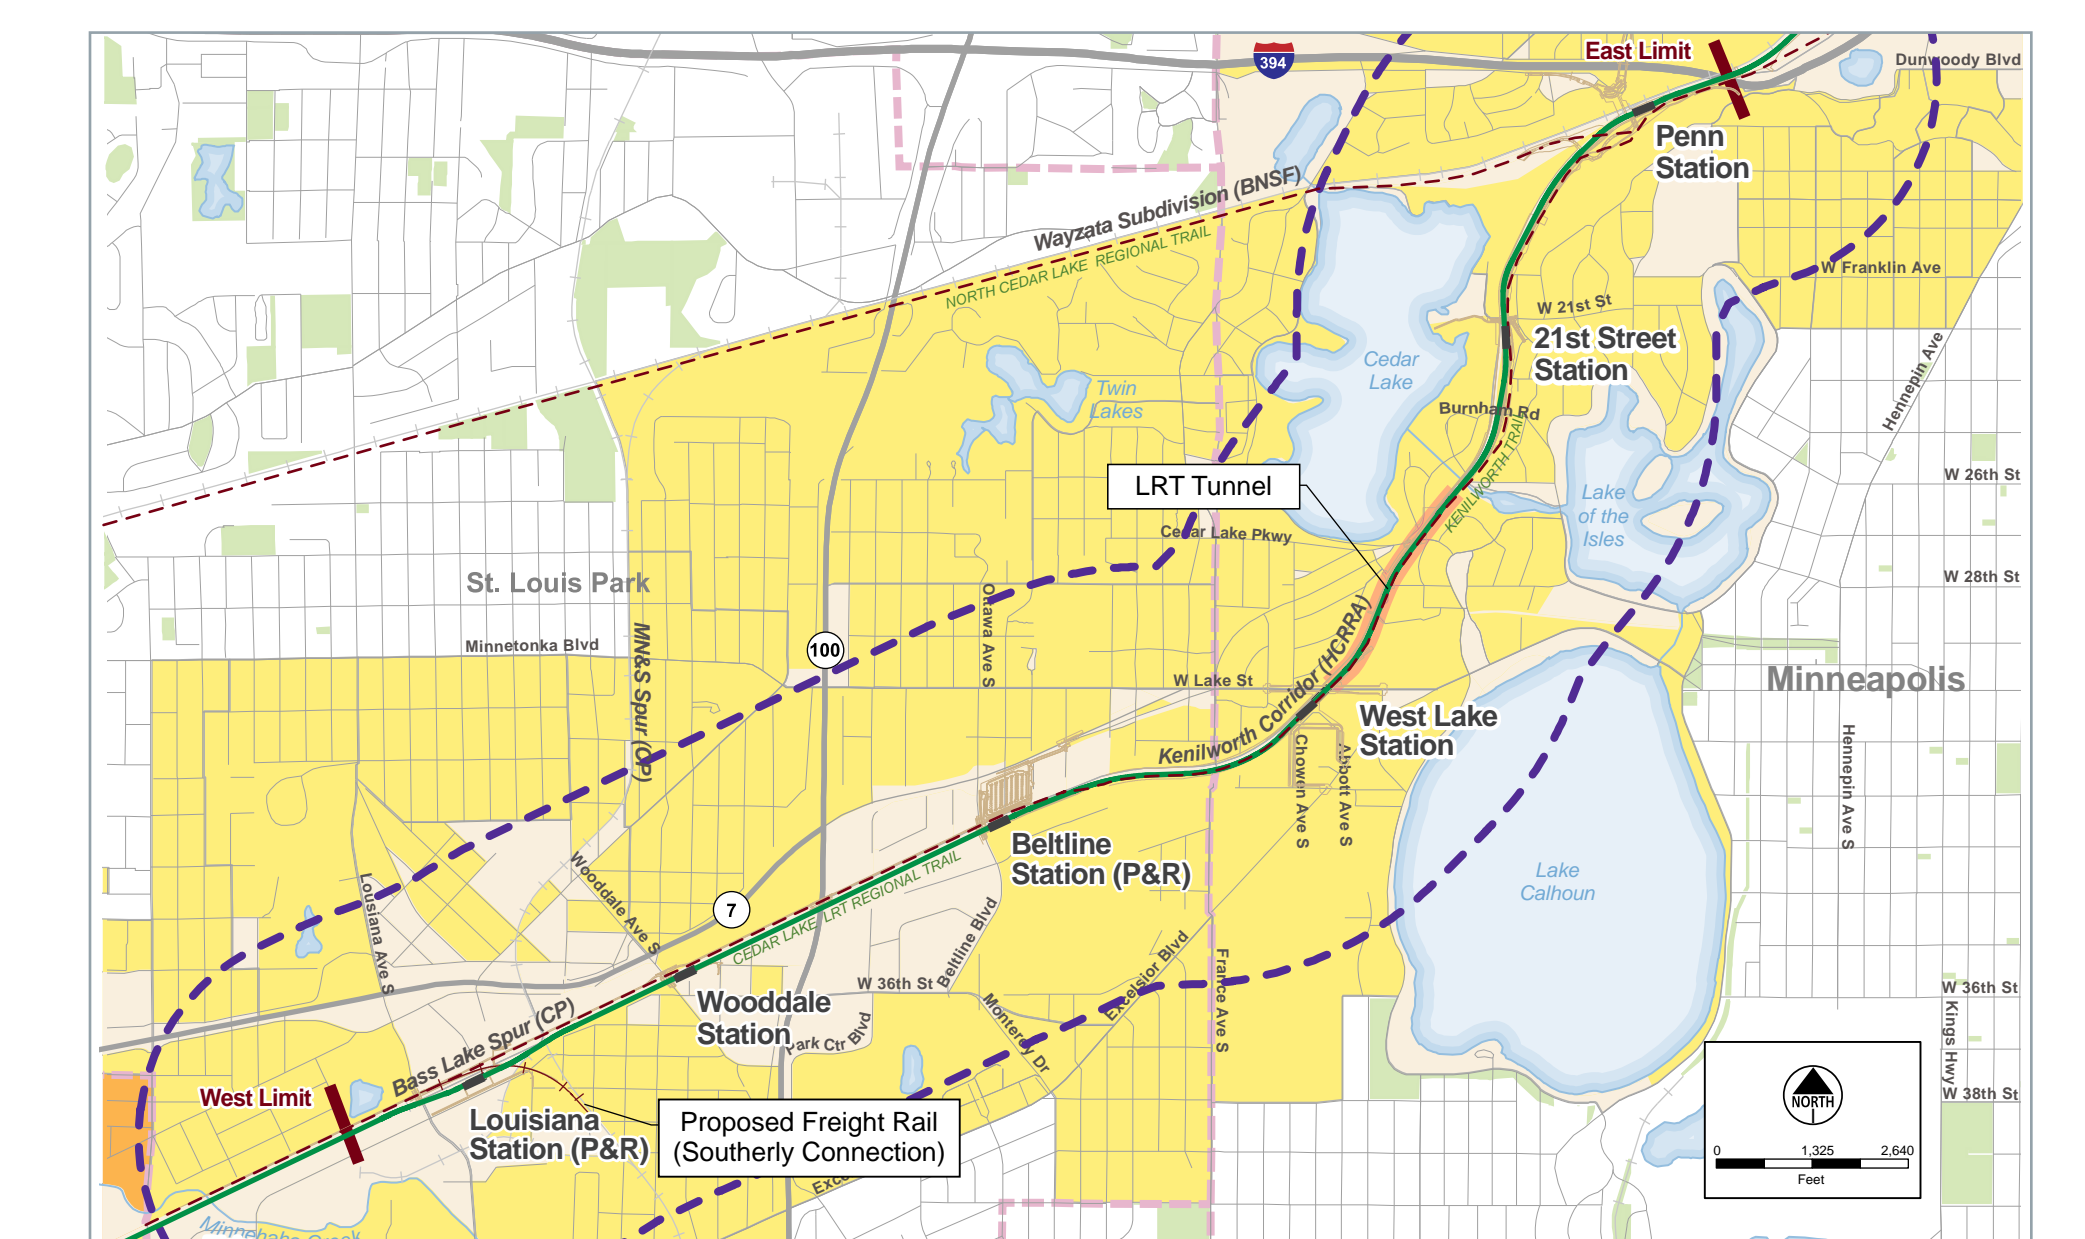 East Limit
394
Dunwoody Blvd
Penn
Station
Wayzata Subdivision (BNSF)
NORTH CEDAR LAKE REGIONAL TRAIL
W Franklin Ave
W 21st St
21st Street
Station
Cedar
Lake
Twin
Lakes
Hennepin Ave
Burnham Rd
KENILWORTH TRAIL
LRT Tunnel
W 26th St
Lake
of the
Isles
Cedar Lake Pkwy
St. Louis Park
W 28th St
Ottawa Ave S
Minnetonka Blvd
MN&S Spur (CP)
100
W Lake St
Minneapolis
Kenilworth Corridor (HCRRA)
West Lake
Station
Chowen Ave S
Abbott Ave S
Hennepin Ave S
Beltline
Station (P&R)
Lake
Calhoun
CEDAR LAKE LRT REGIONAL TRAIL
Wooddale Ave S
7
Louisiana Ave S
Beltline Blvd
Excelsior Blvd
France Ave S
W 36th St
W 36th St
Wooddale
Station
Monterey Dr
Park Ctr Blvd
Kings Hwy
Bass Lake Spur (CP)
West Limit
W 38th St
NORTH
Louisiana
Station (P&R)
Proposed Freight Rail
(Southerly Connection)
0 1,325 2,640
Feet
Exce
Minnehaha Creek